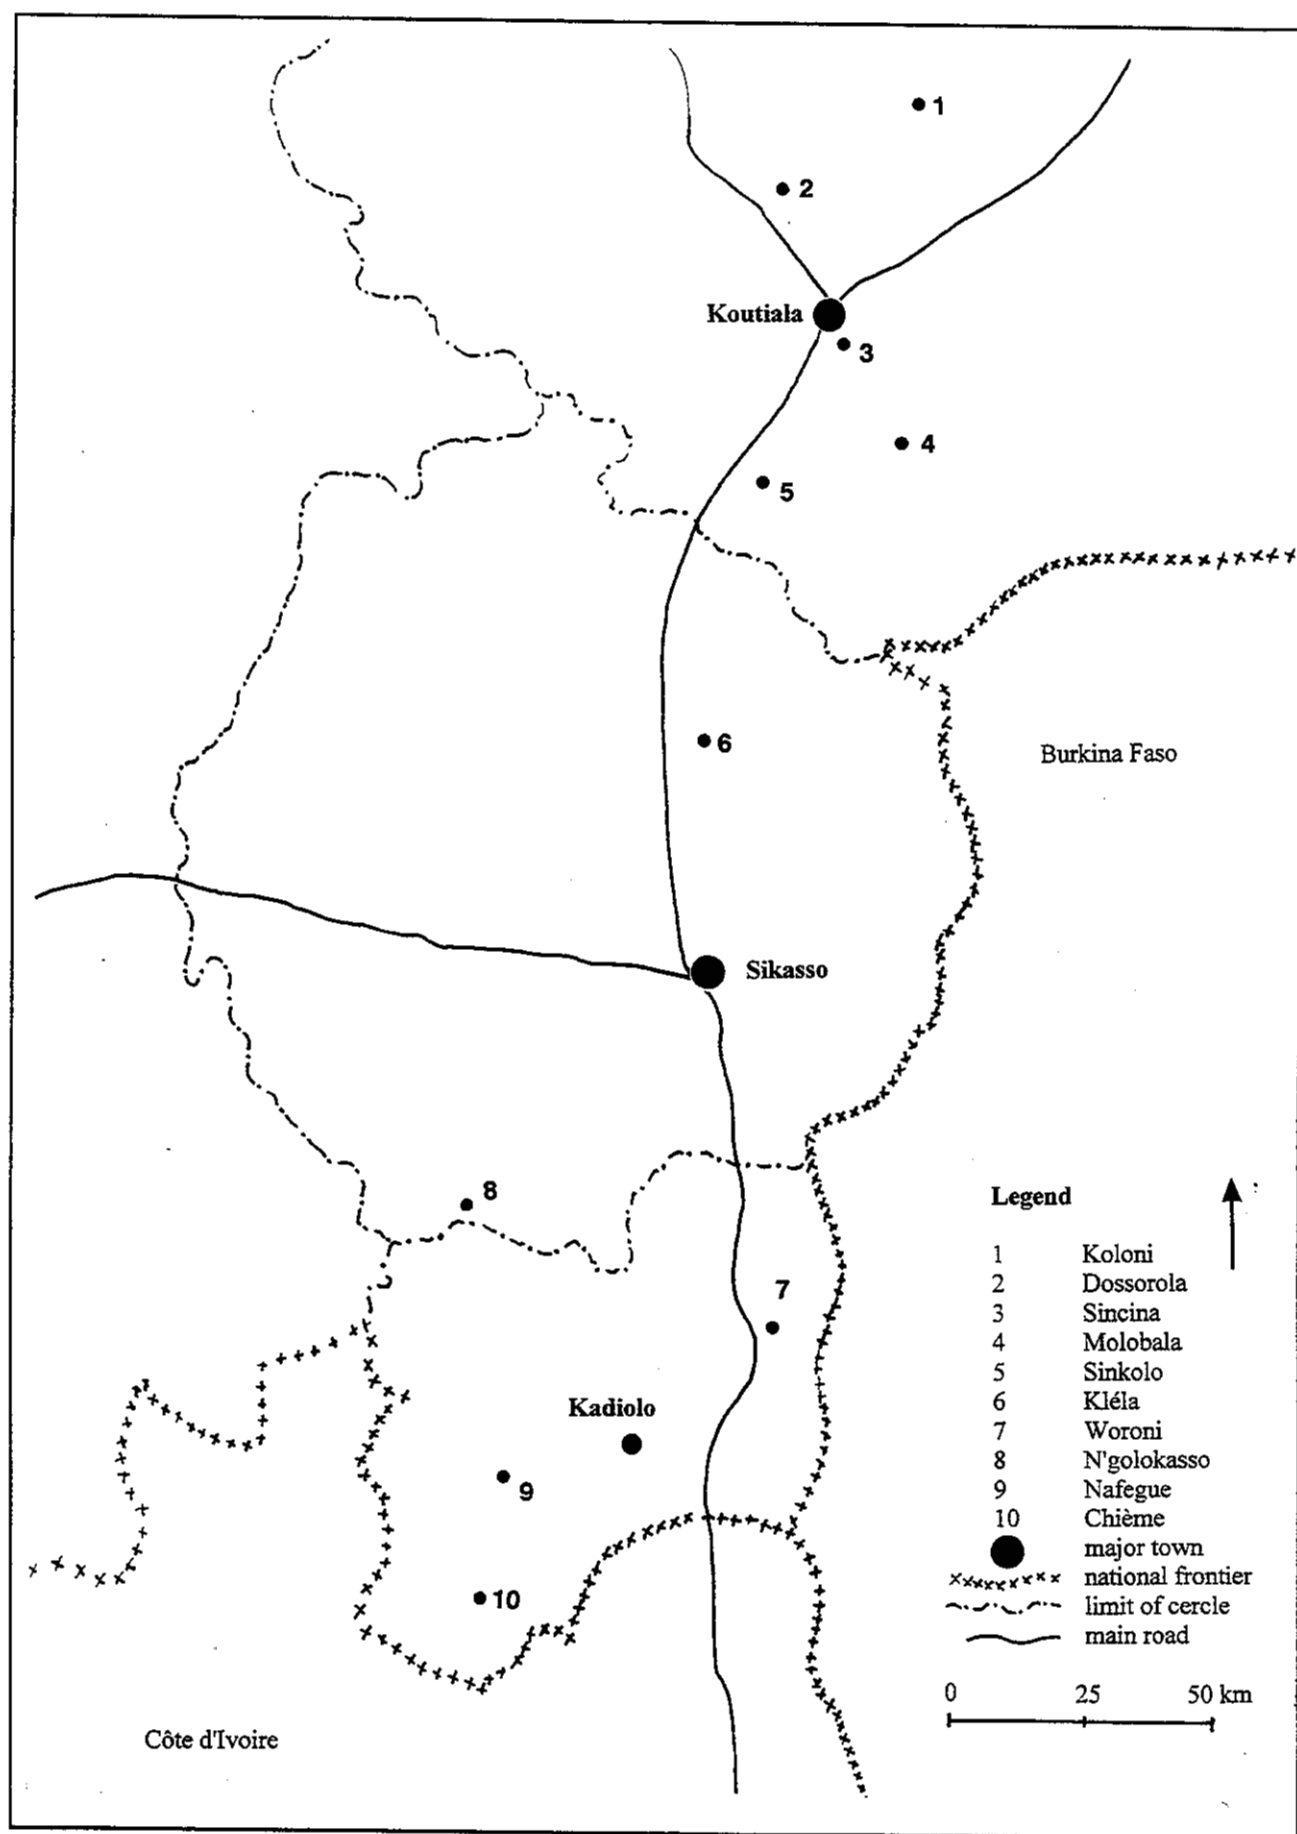 1
2
Koutiala
3
4
5
6
Burkina Faso
Sikasso
8
7
Kadiolo
9
10
Côte d'Ivoire
Legend
1 Koloni
2 Dossorola
3 Sincina
4 Molobala
5 Sinkolo
6 Kléla
7 Woroni
8 N'golokasso
9 Nafegue
10 Chième
major town
national frontier
limit of cercle
main road
0 25 50 km